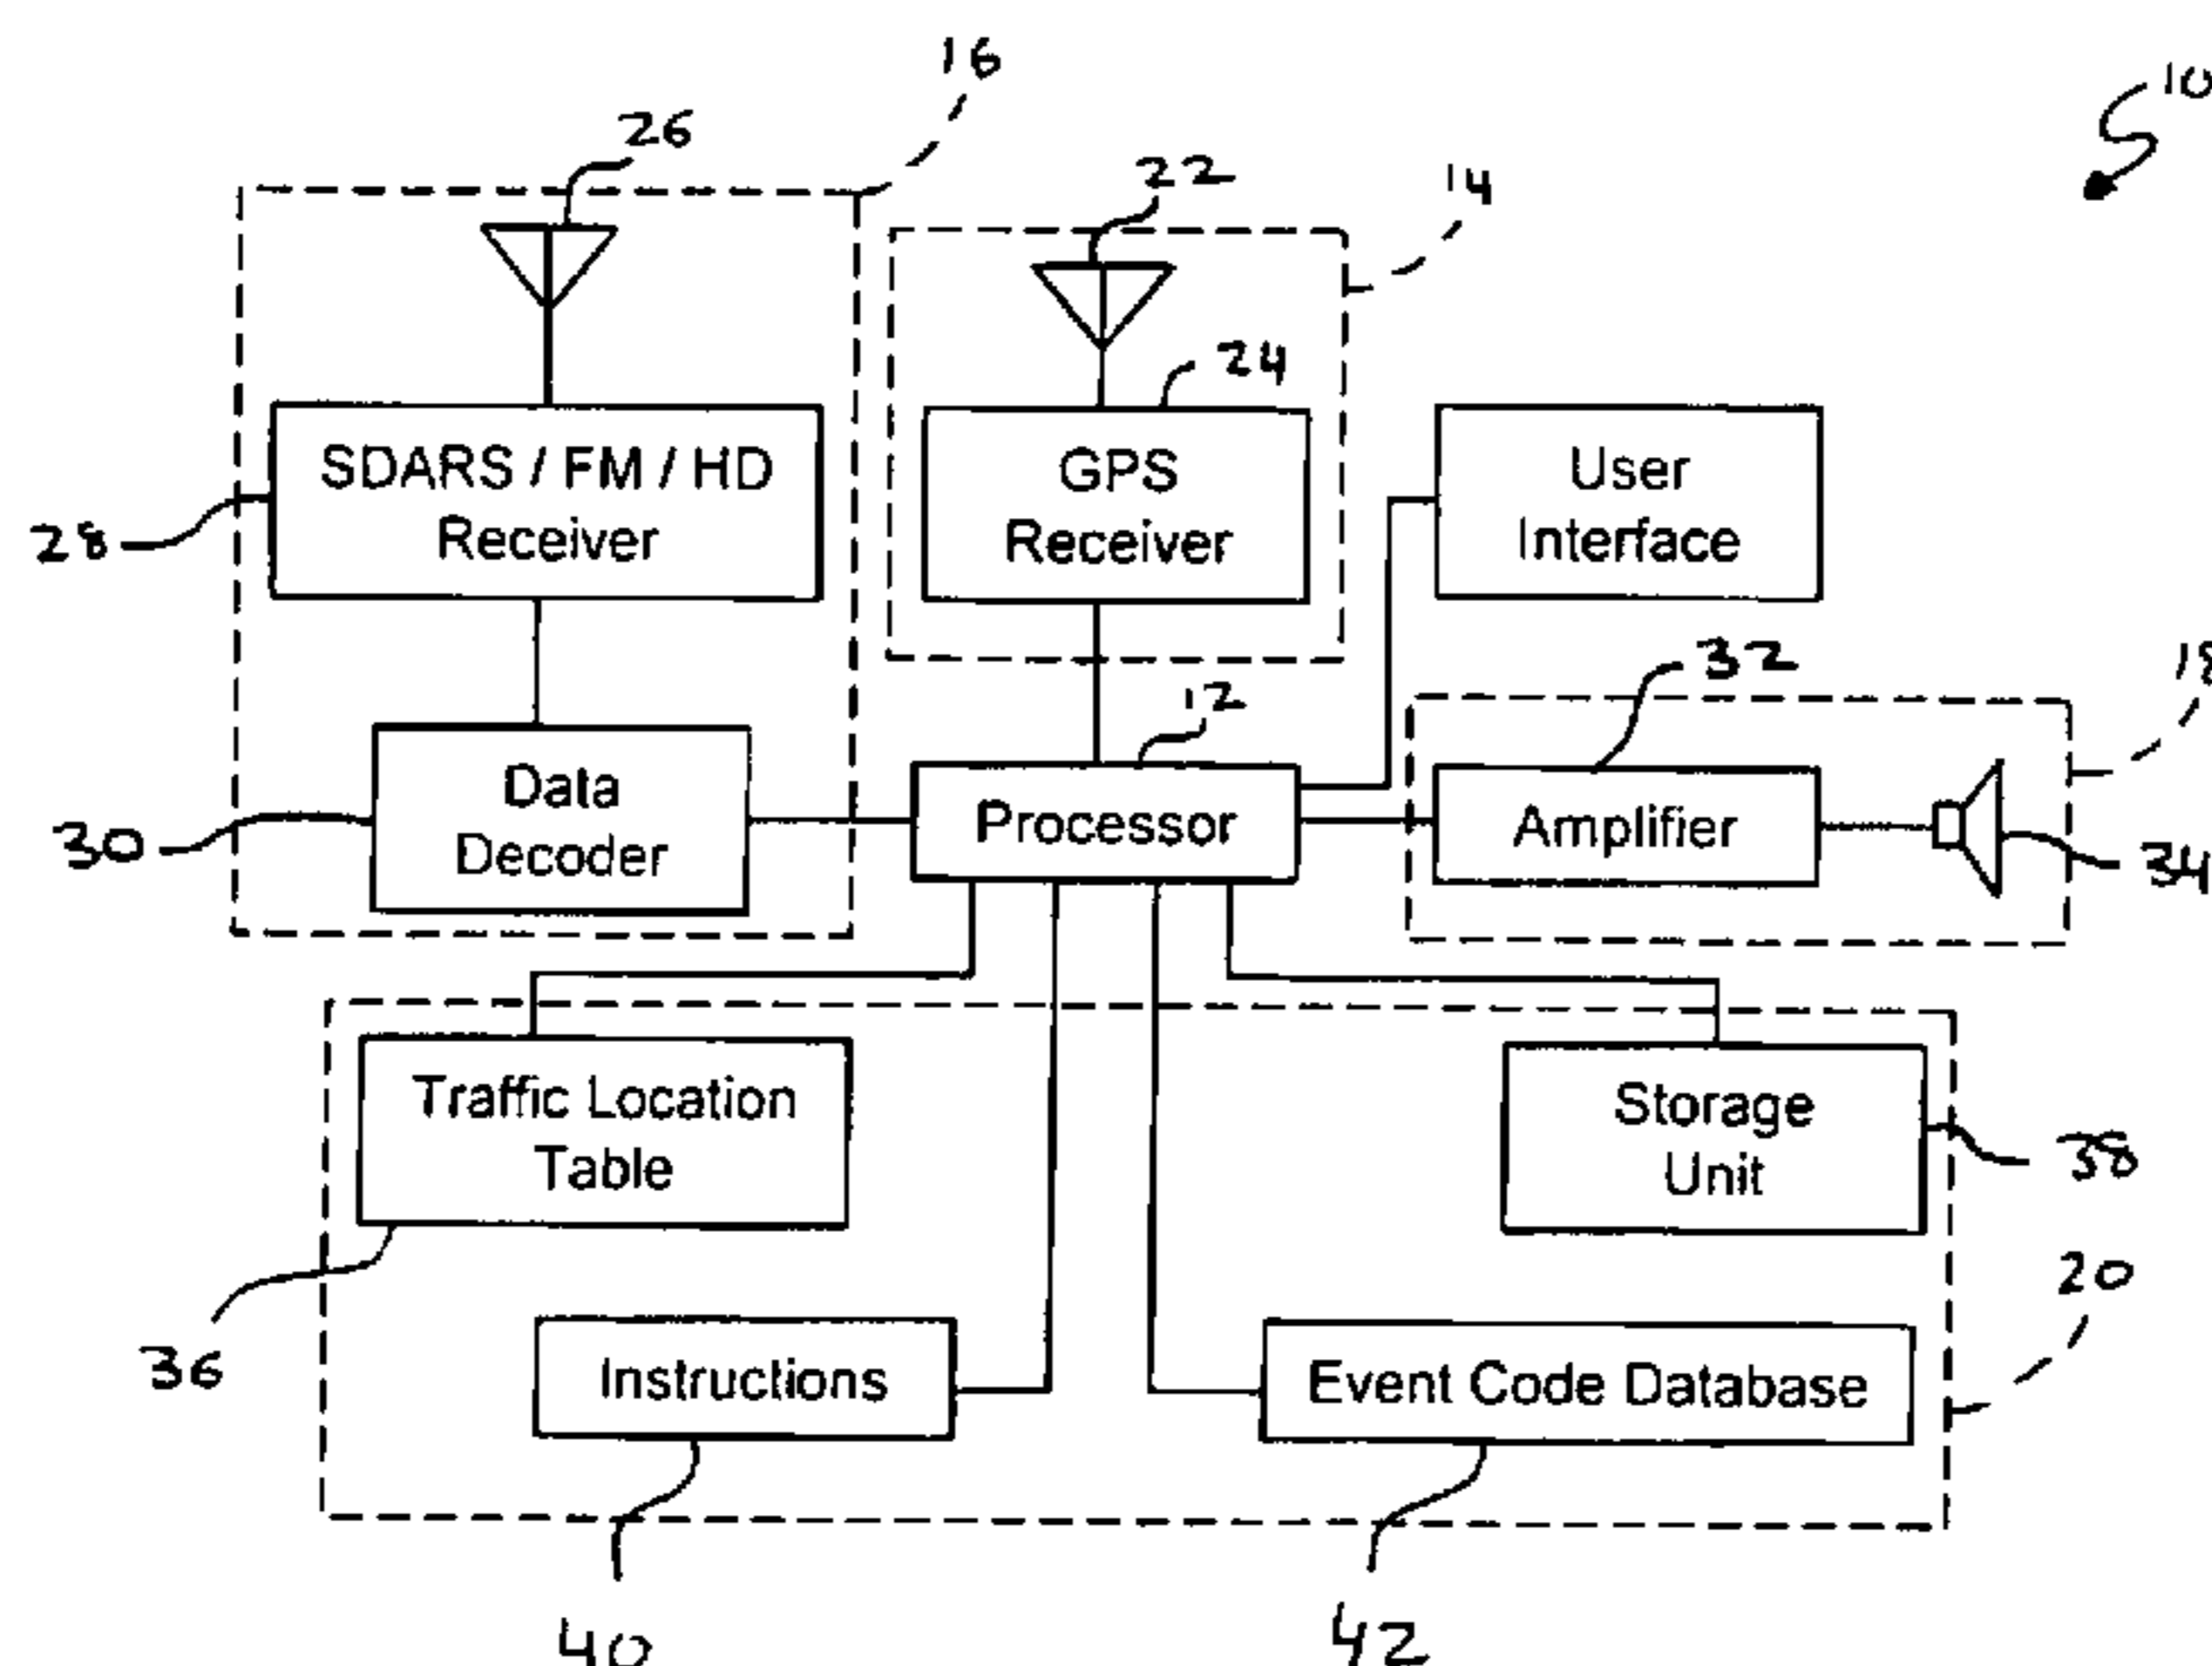 16
10
26
22
14
24
SDARS / FM / HD
Receiver
GPS
Receiver
User
Interface
28
32
18
12
Data
Decoder
Processor
Amplifier
30
34
Traffic Location
Table
Storage
Unit
38
20
36
Instructions
Event Code Database
40
42